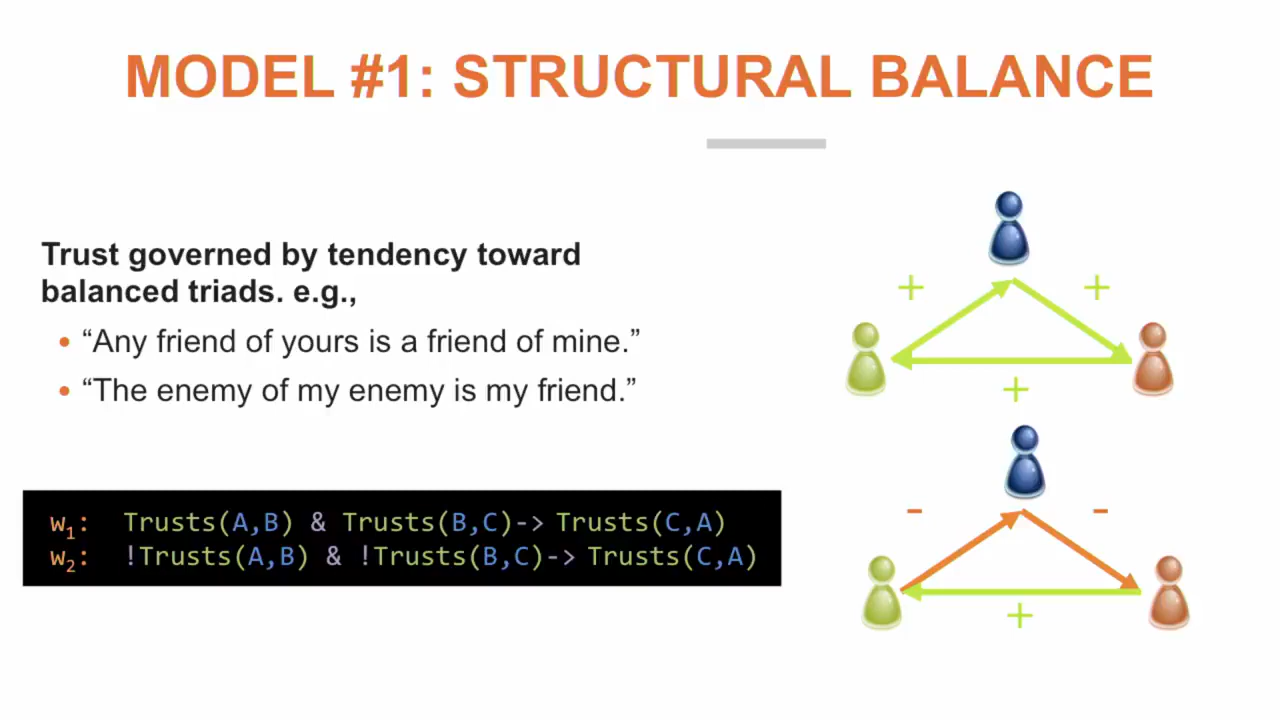 MODEL #1: STRUCTURAL BALANCE
Trust governed by tendency toward
balanced triads. e.g.,
• “Any friend of yours is a friend of mine.”
• “The enemy of my enemy is my friend.”
w1: Trusts(A,B) & Trusts(B,C)-> Trusts(C,A)
w2: !Trusts(A,B) & !Trusts(B,C)-> Trusts(C,A)
+ +
+
- -
+